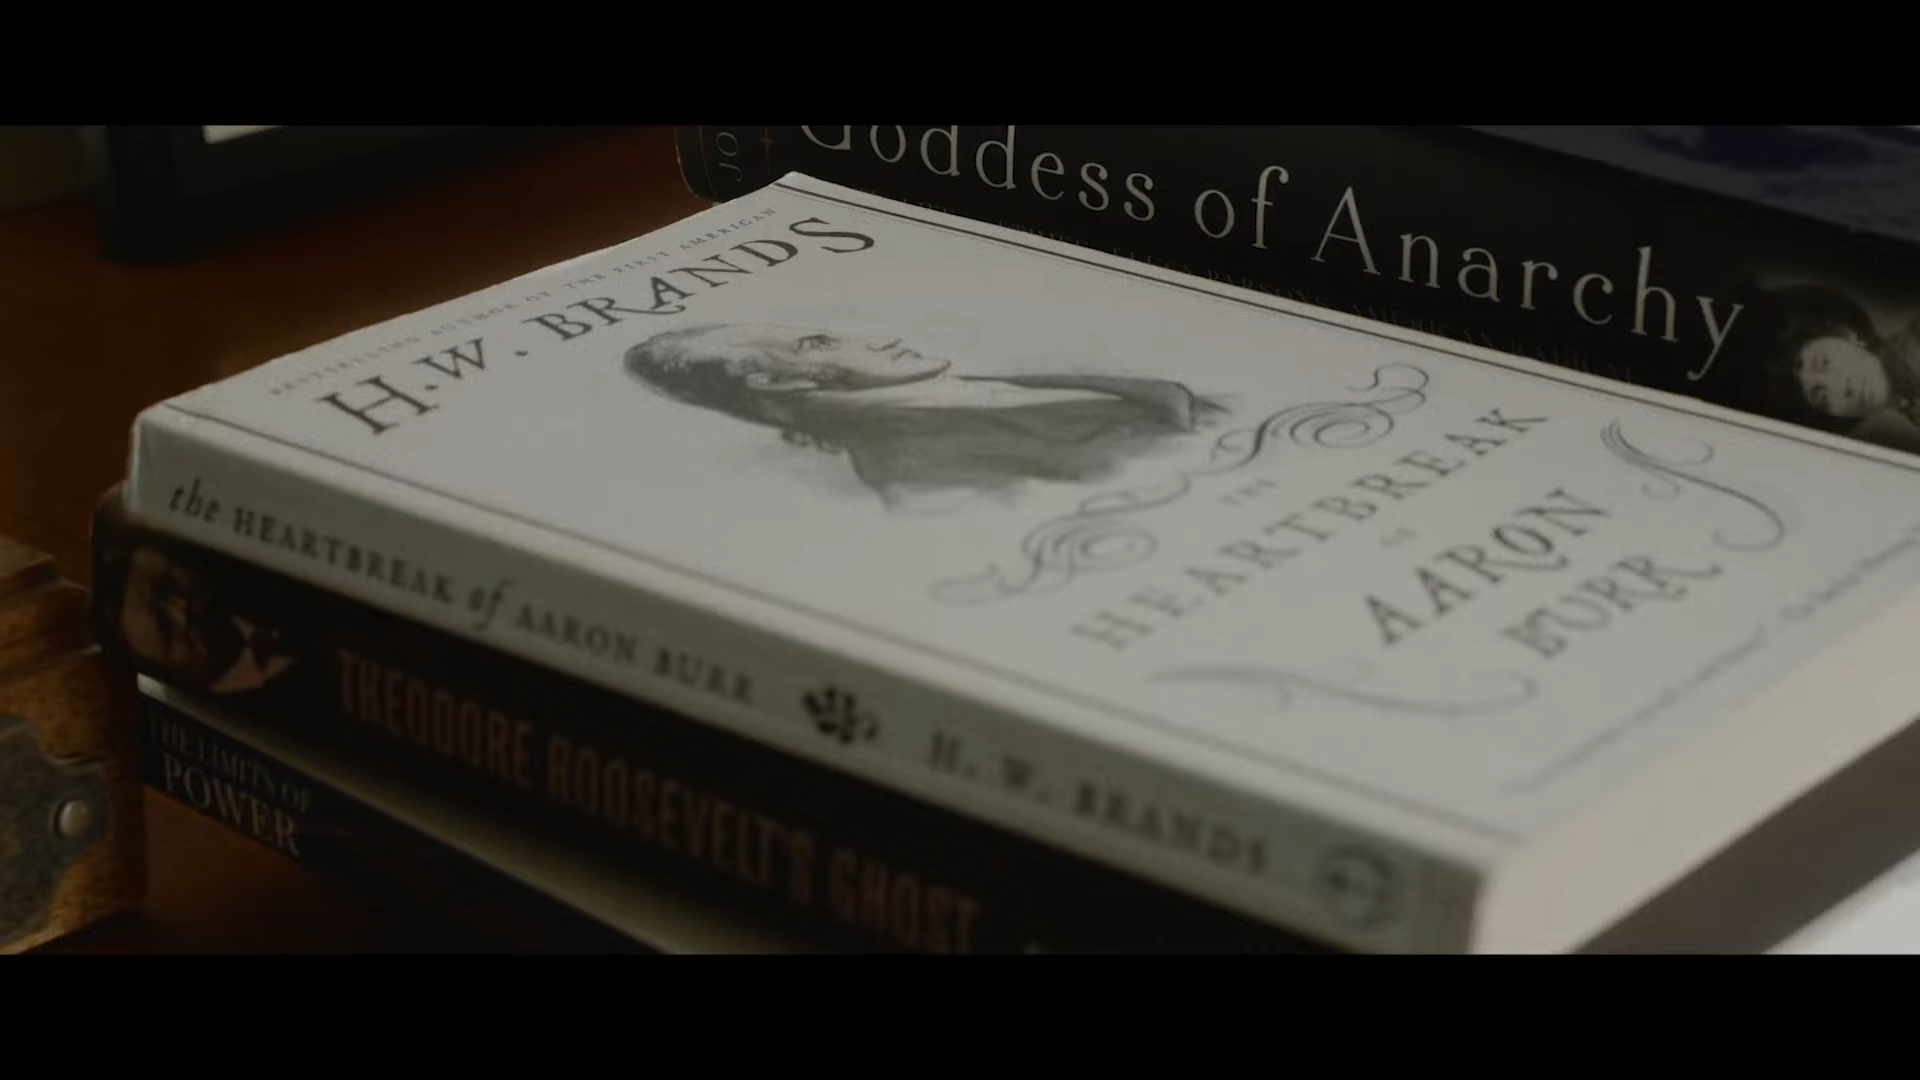 JO
Goddess of Anarchy
BESTSELLING AUTHOR OF THE FIRST AMERICAN
H.W. BRANDS
THE
HEARTBREAK
OF
AARON
BURR
the HEARTBREAK of AARON BURR H. W. BRANDS
THEODORE ROOSEVELT'S GHOST
THE LIMITS OF
POWER